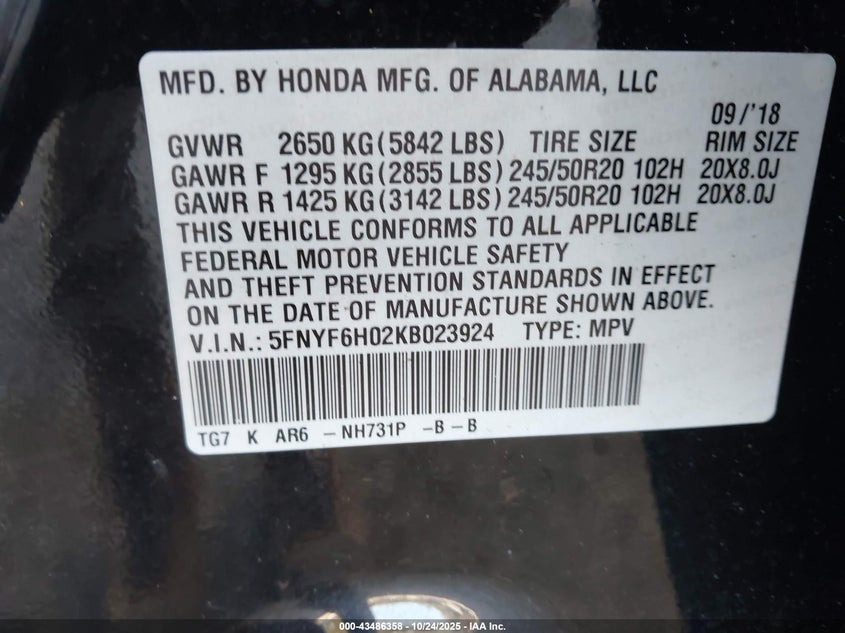 MFD. BY HONDA MFG. OF ALABAMA, LLC
09/'18
GVWR 2650 KG(5842 LBS) TIRE SIZE RIM SIZE
GAWR F 1295 KG(2855 LBS) 245/50R20 102H 20X8.0J
GAWR R 1425 KG(3142 LBS) 245/50R20 102H 20X8.0J
THIS VEHICLE CONFORMS TO ALL APPLICABLE
FEDERAL MOTOR VEHICLE SAFETY
AND THEFT PREVENTION STANDARDS IN EFFECT
ON THE DATE OF MANUFACTURE SHOWN ABOVE.
V.I.N.: 5FNYF6H02KB023924 TYPE: MPV
TG7 K AR6 -NH731P -B-B
000-43486358 - 10/24/2025 - © Copyright 2025 - IAA Inc.